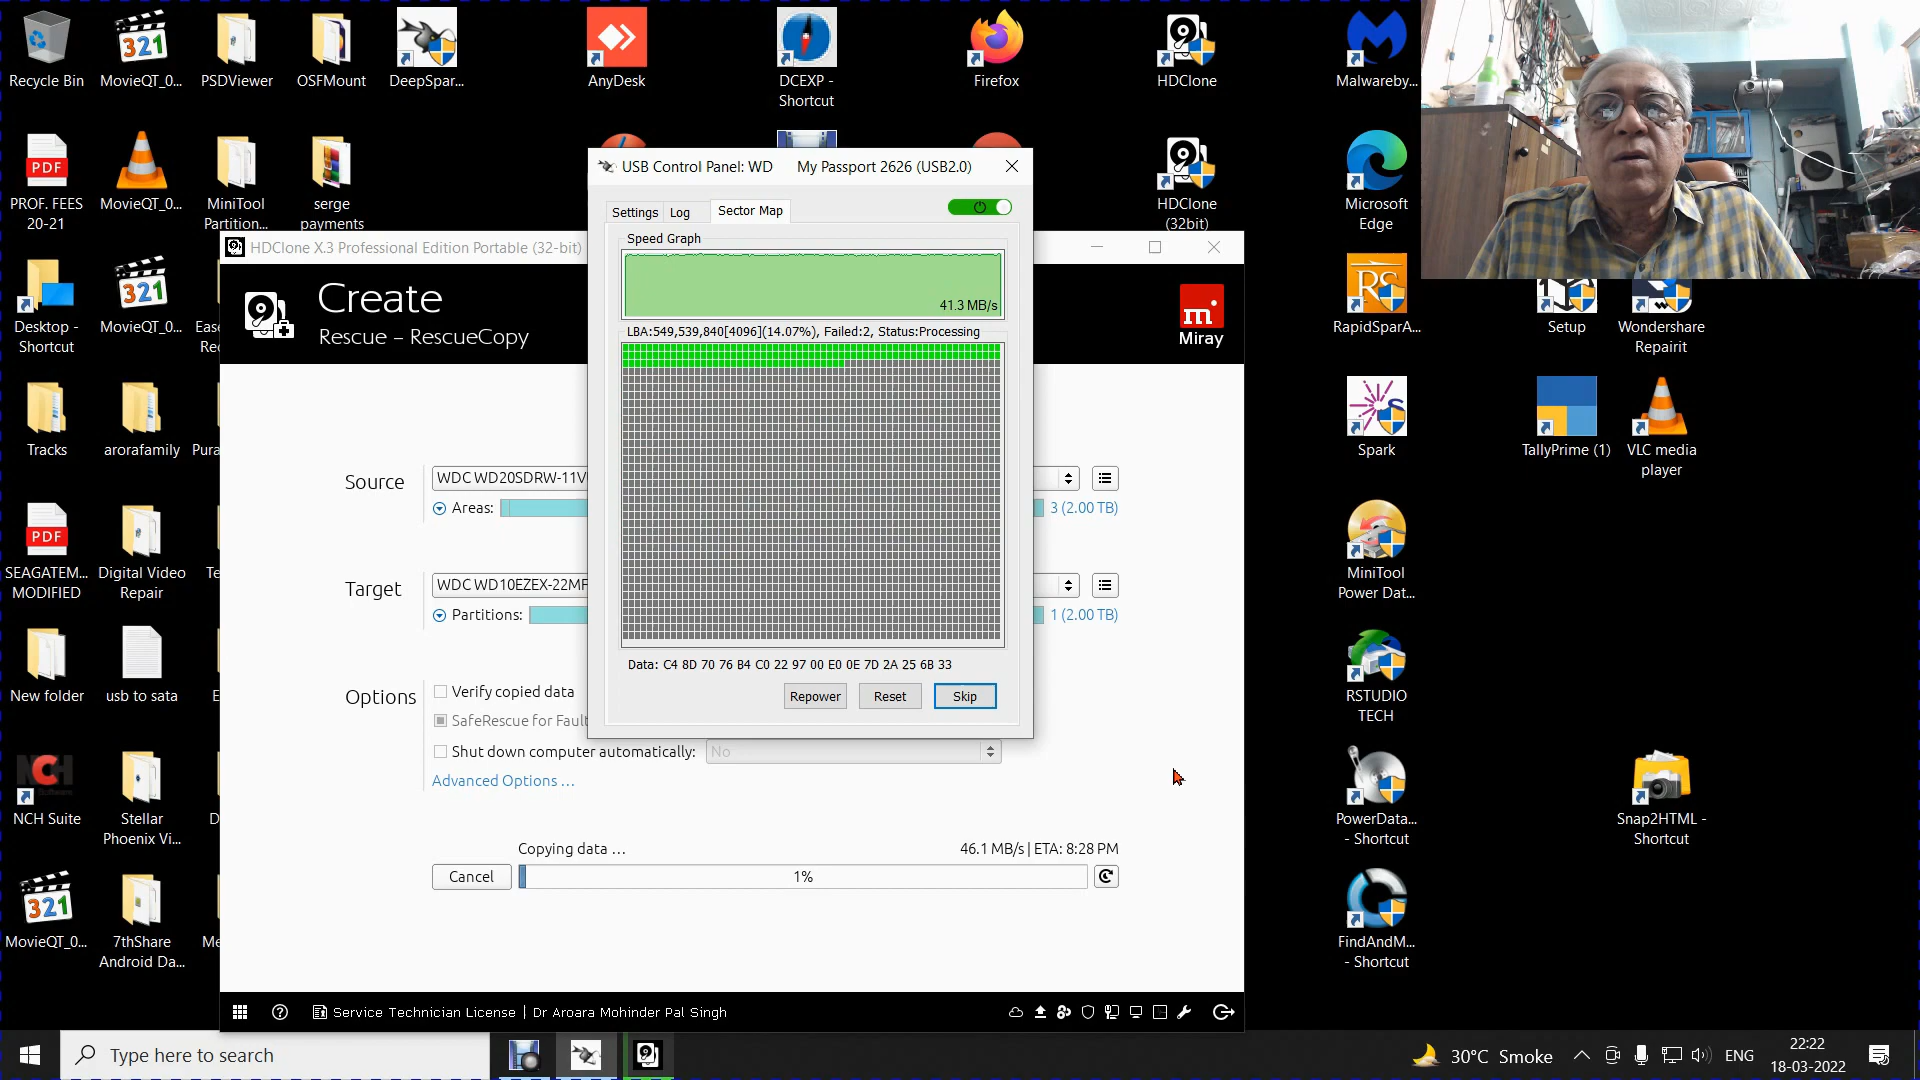 Recycle Bin
MovieQT_0...
PSDViewer
OSFMount
DeepSpar...
AnyDesk
DCEXP -
Shortcut
Firefox
HDClone
Malwareby...
PROF. FEES
20-21
MovieQT_0...
MiniTool
Partition...
serge
payments
HDClone
(32bit)
Microsoft
Edge
Desktop -
Shortcut
MovieQT_0...
RapidSparA...
Setup
Wondershare
Repairit
Tracks
arorafamily
Spark
TallyPrime (1)
VLC media
player
SEAGATEM...
MODIFIED
Digital Video
Repair
MiniTool
Power Dat...
New folder
usb to sata
RSTUDIO
TECH
NCH Suite
Stellar
Phoenix Vi...
PowerData...
- Shortcut
Snap2HTML -
Shortcut
MovieQT_0...
7thShare
Android Da...
FindAndM...
- Shortcut
USB Control Panel: WD My Passport 2626 (USB2.0)
Settings
Log
Sector Map
Speed Graph
41.3 MB/s
LBA:549,539,840[4096](14.07%), Failed:2, Status:Processing
Data: C4 8D 70 76 B4 C0 22 97 00 E0 0E 7D 2A 25 6B 33
Repower
Reset
Skip
HDClone X.3 Professional Edition Portable (32-bit)
Create
Rescue – RescueCopy
Miray
Source
WDC WD20SDRW-11V
Areas:
3 (2.00 TB)
Target
WDC WD10EZEX-22MF
Partitions:
1 (2.00 TB)
Options
Verify copied data
SafeRescue for Faul
Shut down computer automatically:
No
Advanced Options ...
Copying data ...
46.1 MB/s | ETA: 8:28 PM
Cancel
1%
Service Technician License | Dr Aroara Mohinder Pal Singh
Type here to search
30°C Smoke
ENG
22:22
18-03-2022